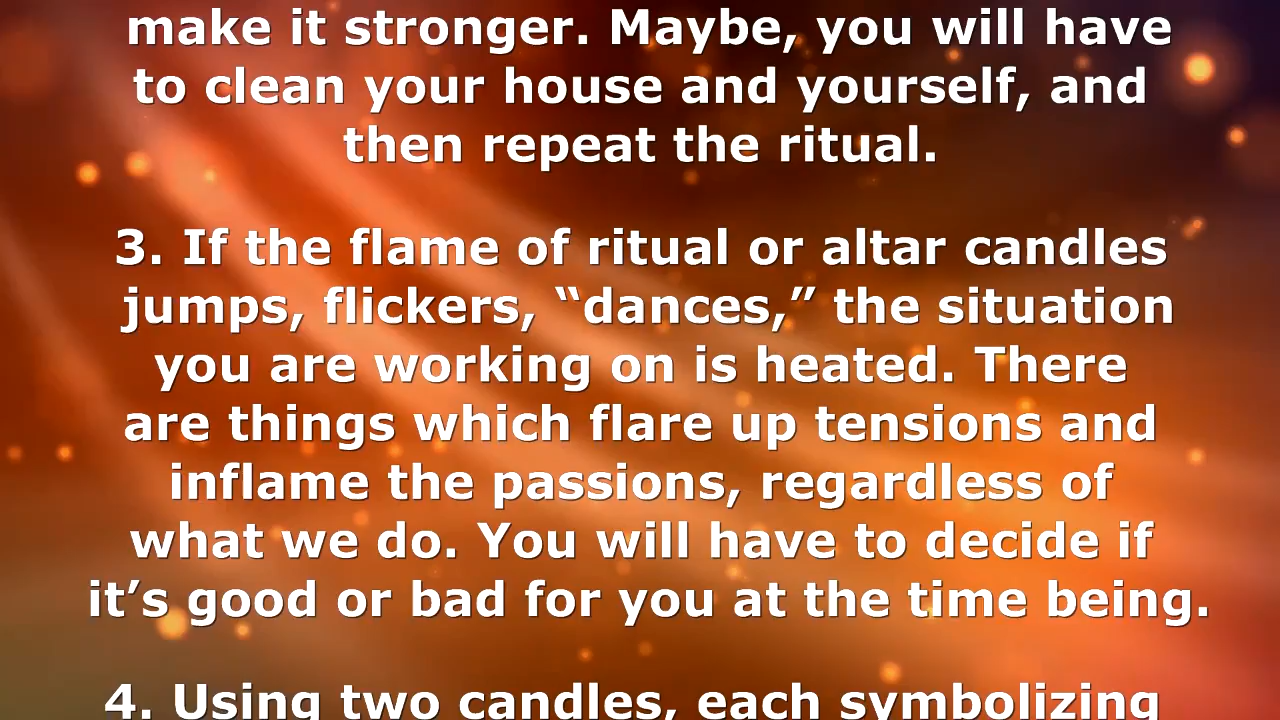 make it stronger. Maybe, you will have
to clean your house and yourself, and
then repeat the ritual.
3. If the flame of ritual or altar candles
jumps, flickers, “dances,” the situation
you are working on is heated. There
are things which flare up tensions and
inflame the passions, regardless of
what we do. You will have to decide if
it’s good or bad for you at the time being.
4. Using two candles, each symbolizing